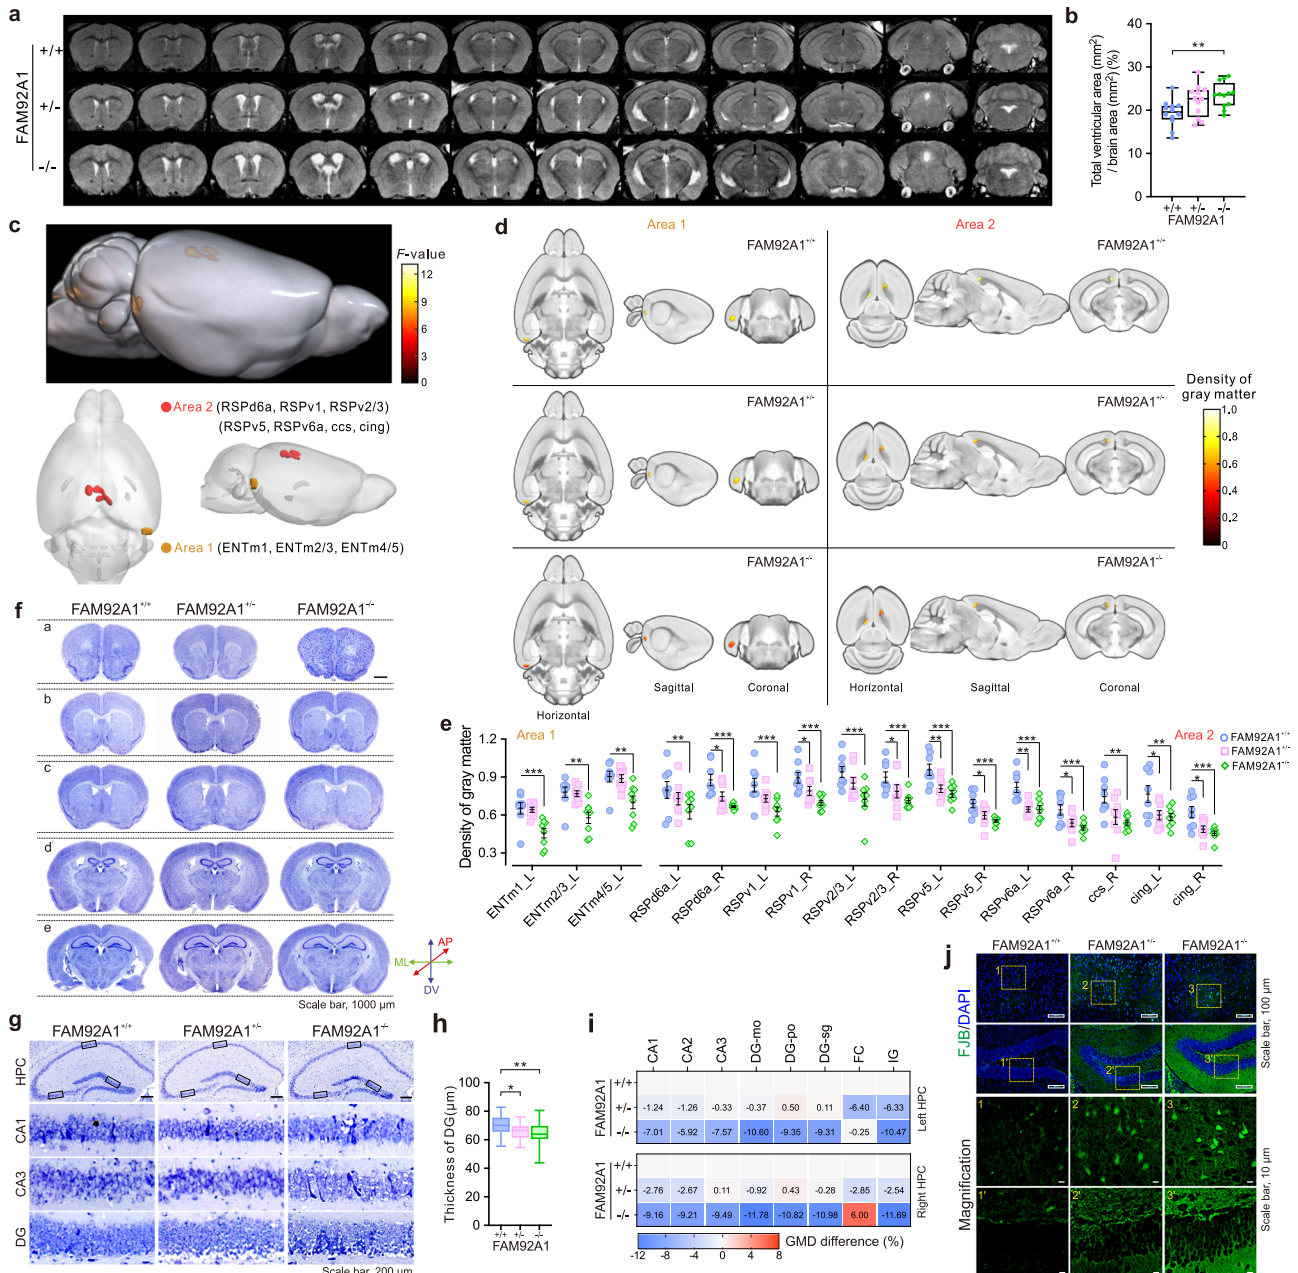 a
FAM92A1
+/+
+/-
-/-
b
Total ventricular area (mm²)
/ brain area (mm²) (%)
40
30
20
10
0
**
+/+ +/- -/-
FAM92A1
c
F-value
12
9
6
3
0
Area 2 (RSPd6a, RSPv1, RSPv2/3)
(RSPv5, RSPv6a, ccs, cing)
Area 1 (ENTm1, ENTm2/3, ENTm4/5)
d
Area 1
Area 2
FAM92A1+/+
FAM92A1+/+
FAM92A1+/-
FAM92A1+/-
FAM92A1-/-
FAM92A1-/-
Horizontal
Sagittal
Coronal
Horizontal
Sagittal
Coronal
Density of
gray matter
1.0
0.8
0.6
0.4
0.2
0
e
Area 1
Area 2
Density of gray matter
1.2
0.9
0.6
0.3
*** ** ** ** * *** *** * *** *** * *** ** *** * *** ** *** * *** ** * ** * ***
FAM92A1+/+
FAM92A1+/-
FAM92A1-/-
ENTm1_L
ENTm2/3_L
ENTm4/5_L
RSPd6a_L
RSPd6a_R
RSPv1_L
RSPv1_R
RSPv2/3_L
RSPv2/3_R
RSPv5_L
RSPv5_R
RSPv6a_L
RSPv6a_R
ccs_R
cing_L
cing_R
f
FAM92A1+/+ FAM92A1+/- FAM92A1-/-
a
b
c
d
e
AP
ML
DV
Scale bar, 1000 μm
g
FAM92A1+/+ FAM92A1+/- FAM92A1-/-
HPC
CA1
CA3
DG
Scale bar, 200 μm
h
Thickness of DG(μm)
100
80
60
40
20
0
*
**
+/+ +/- -/-
FAM92A1
i
CA1 CA2 CA3 DG-mo DG-po DG-sg FC IG
FAM92A1
+/+
+/- -1.24 -1.26 -0.33 -0.37 0.50 0.11 -6.40 -6.33
-/- -7.01 -5.92 -7.57 -10.60 -9.35 -9.31 -0.25 -10.47
Left HPC
FAM92A1
+/+
+/- -2.76 -2.67 0.11 -0.92 0.43 -0.28 -2.85 -2.54
-/- -9.16 -9.21 -9.49 -11.78 -10.82 -10.98 6.00 -11.69
Right HPC
GMD difference (%)
-12 -8 -4 0 4 8
j
FAM92A1+/+ FAM92A1+/- FAM92A1-/-
FJB/DAPI
1
2
3
1'
2'
3'
Scale bar, 100 μm
Magnification
1
2
3
1'
2'
3'
Scale bar, 10 μm